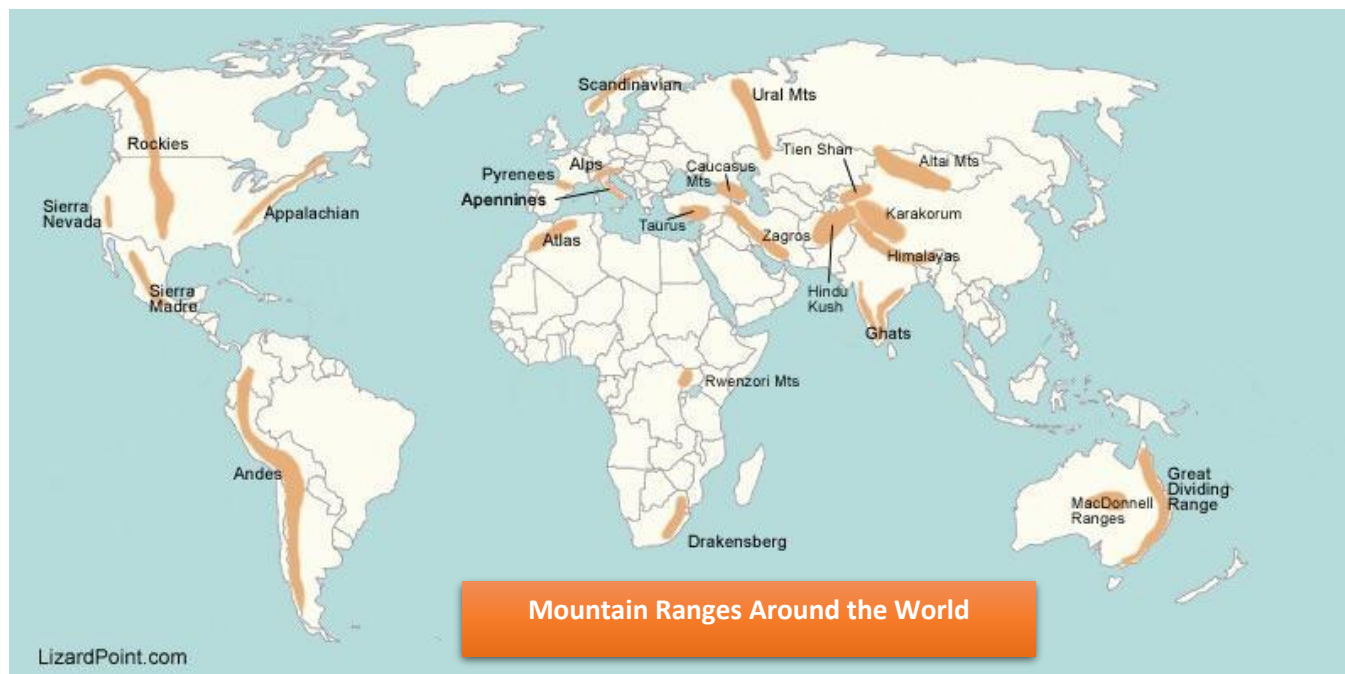 Scandinavian
Ural Mts
Rockies
Tien Shan
Altai Mts
Alps
Caucasus
Mts
Pyrenees
Apennines
Sierra
Nevada
Appalachian
Karakorum
Taurus
Atlas
Zagros
Himalayas
Sierra
Madre
Hindu
Kush
Ghats
Rwenzori Mts
Andes
Great
Dividing
Range
MacDonnell
Ranges
Drakensberg
Mountain Ranges Around the World
LizardPoint.com